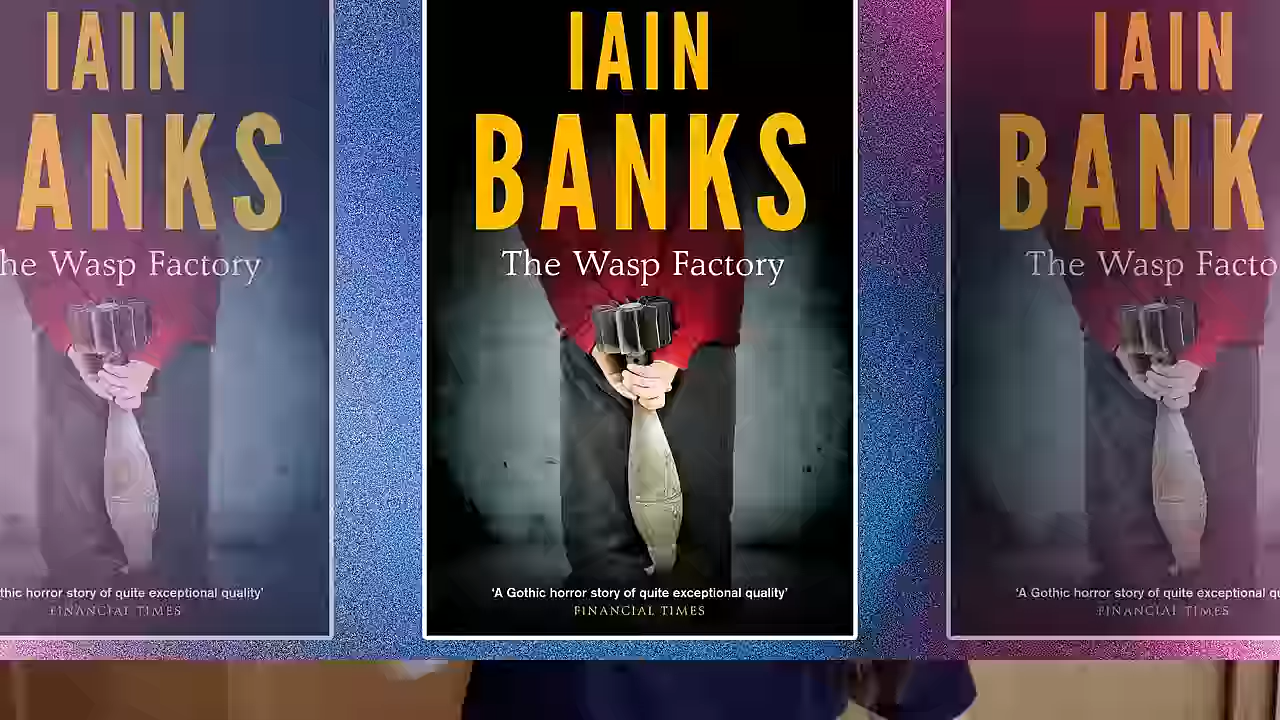 IAIN
ANKS
he Wasp Factory
thic horror story of quite exceptional quality’
FINANCIAL TIMES
IAIN
BANKS
The Wasp Factory
‘A Gothic horror story of quite exceptional quality’
FINANCIAL TIMES
IAIN
BANK
The Wasp Facto
‘A Gothic horror story of quite exceptional qu
FINANCIAL TIMES